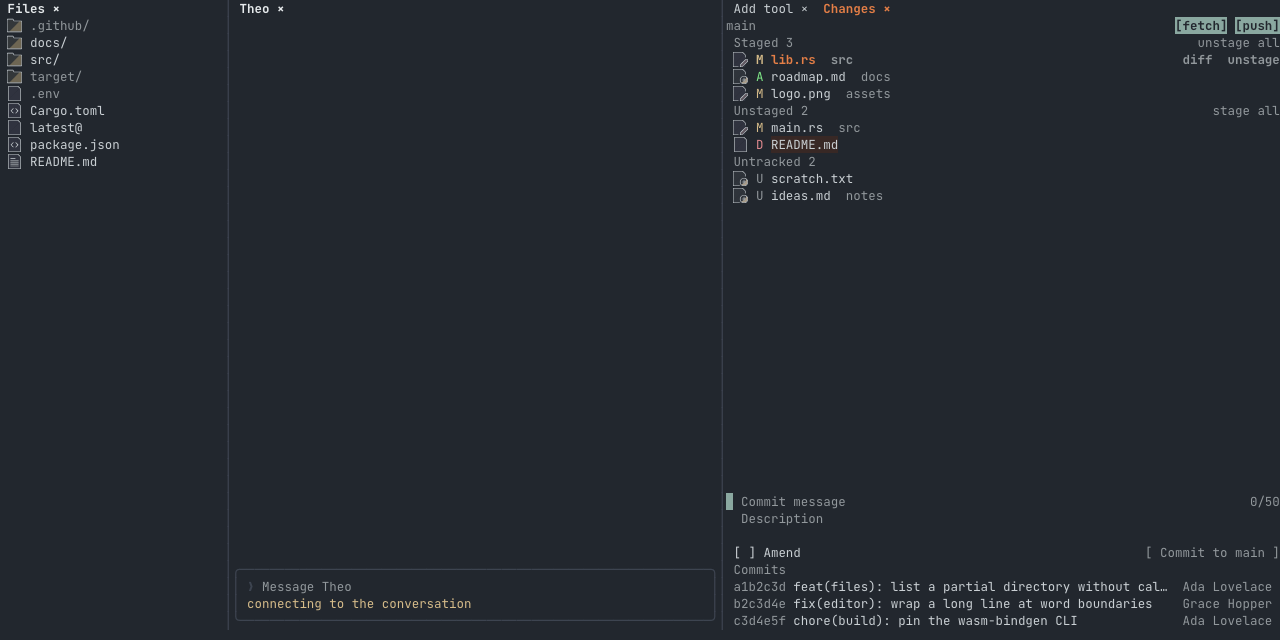 Files ×
.github/
docs/
src/
target/
.env
Cargo.toml
latest@
package.json
README.md
Theo ×
) Message Theo
connecting to the conversation
Add tool × Changes ×
main [fetch] [push]
Staged 3 unstage all
M lib.rs src diff unstage
A roadmap.md docs
M logo.png assets
Unstaged 2 stage all
M main.rs src
D README.md
Untracked 2
U scratch.txt
U ideas.md notes
Commit message 0/50
Description
[ ] Amend [ Commit to main ]
Commits
a1b2c3d feat(files): list a partial directory without cal… Ada Lovelace
b2c3d4e fix(editor): wrap a long line at word boundaries Grace Hopper
c3d4e5f chore(build): pin the wasm-bindgen CLI Ada Lovelace